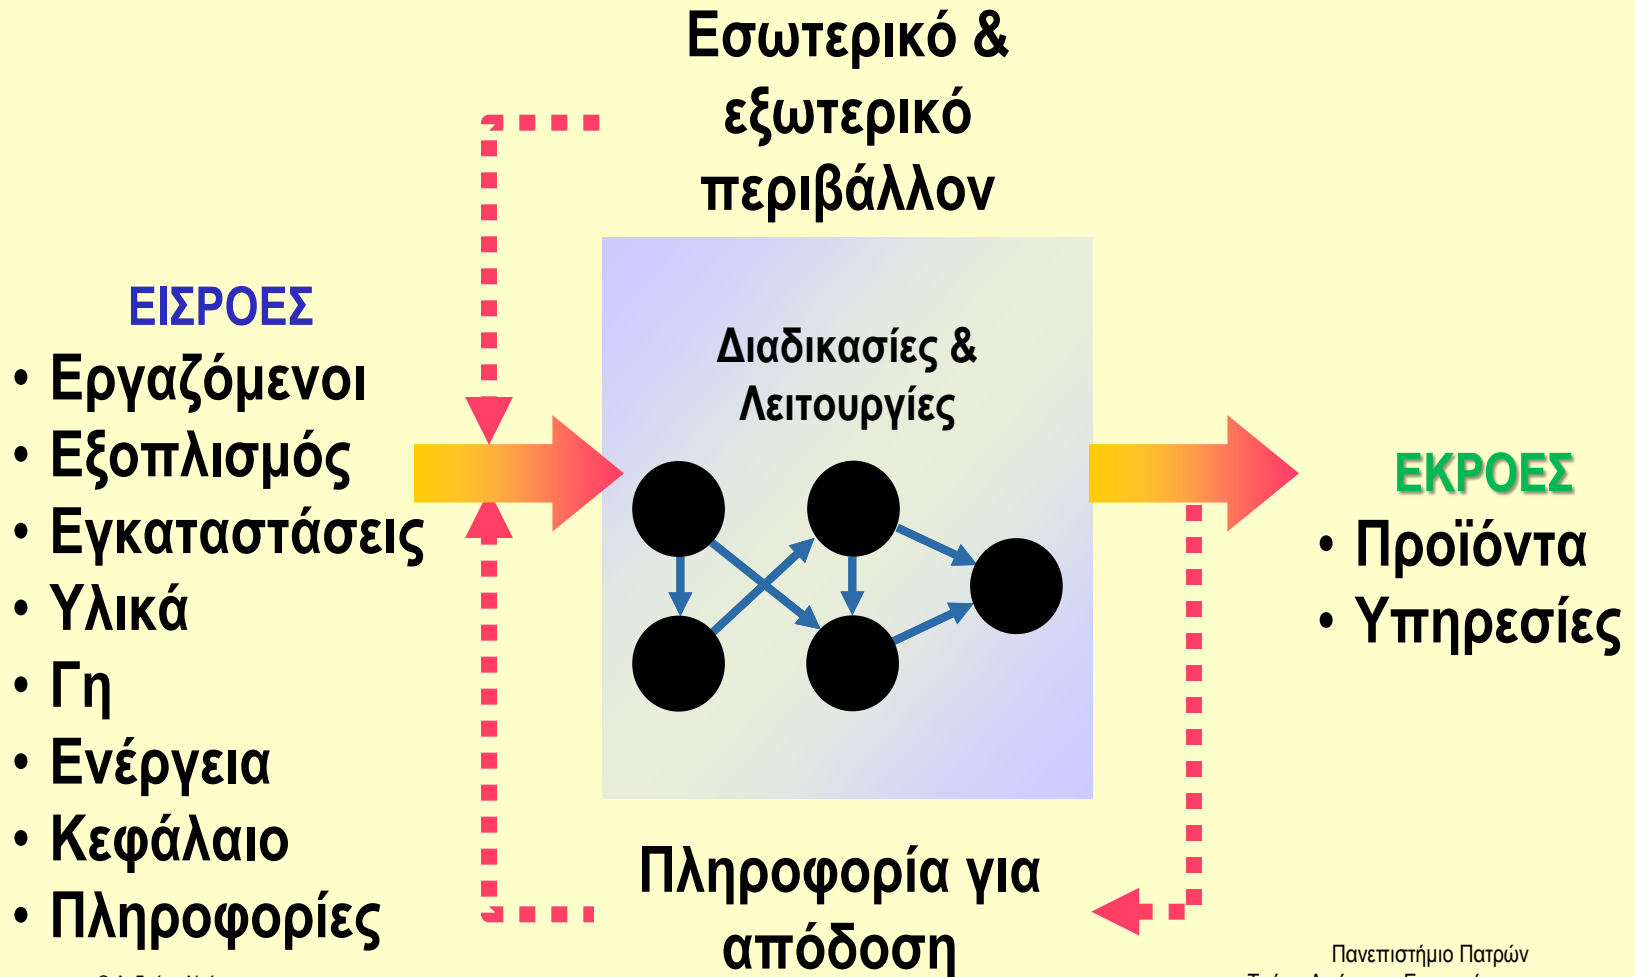 Εσωτερικό &
εξωτερικό
περιβάλλον
ΕΙΣΡΟΕΣ
• Εργαζόμενοι
• Εξοπλισμός
• Εγκαταστάσεις
• Υλικά
• Γη
• Ενέργεια
• Κεφάλαιο
• Πληροφορίες
Διαδικασίες &
Λειτουργίες
ΕΚΡΟΕΣ
• Προϊόντα
• Υπηρεσίες
Πληροφορία για
απόδοση
Πανεπιστήμιο Πατρών